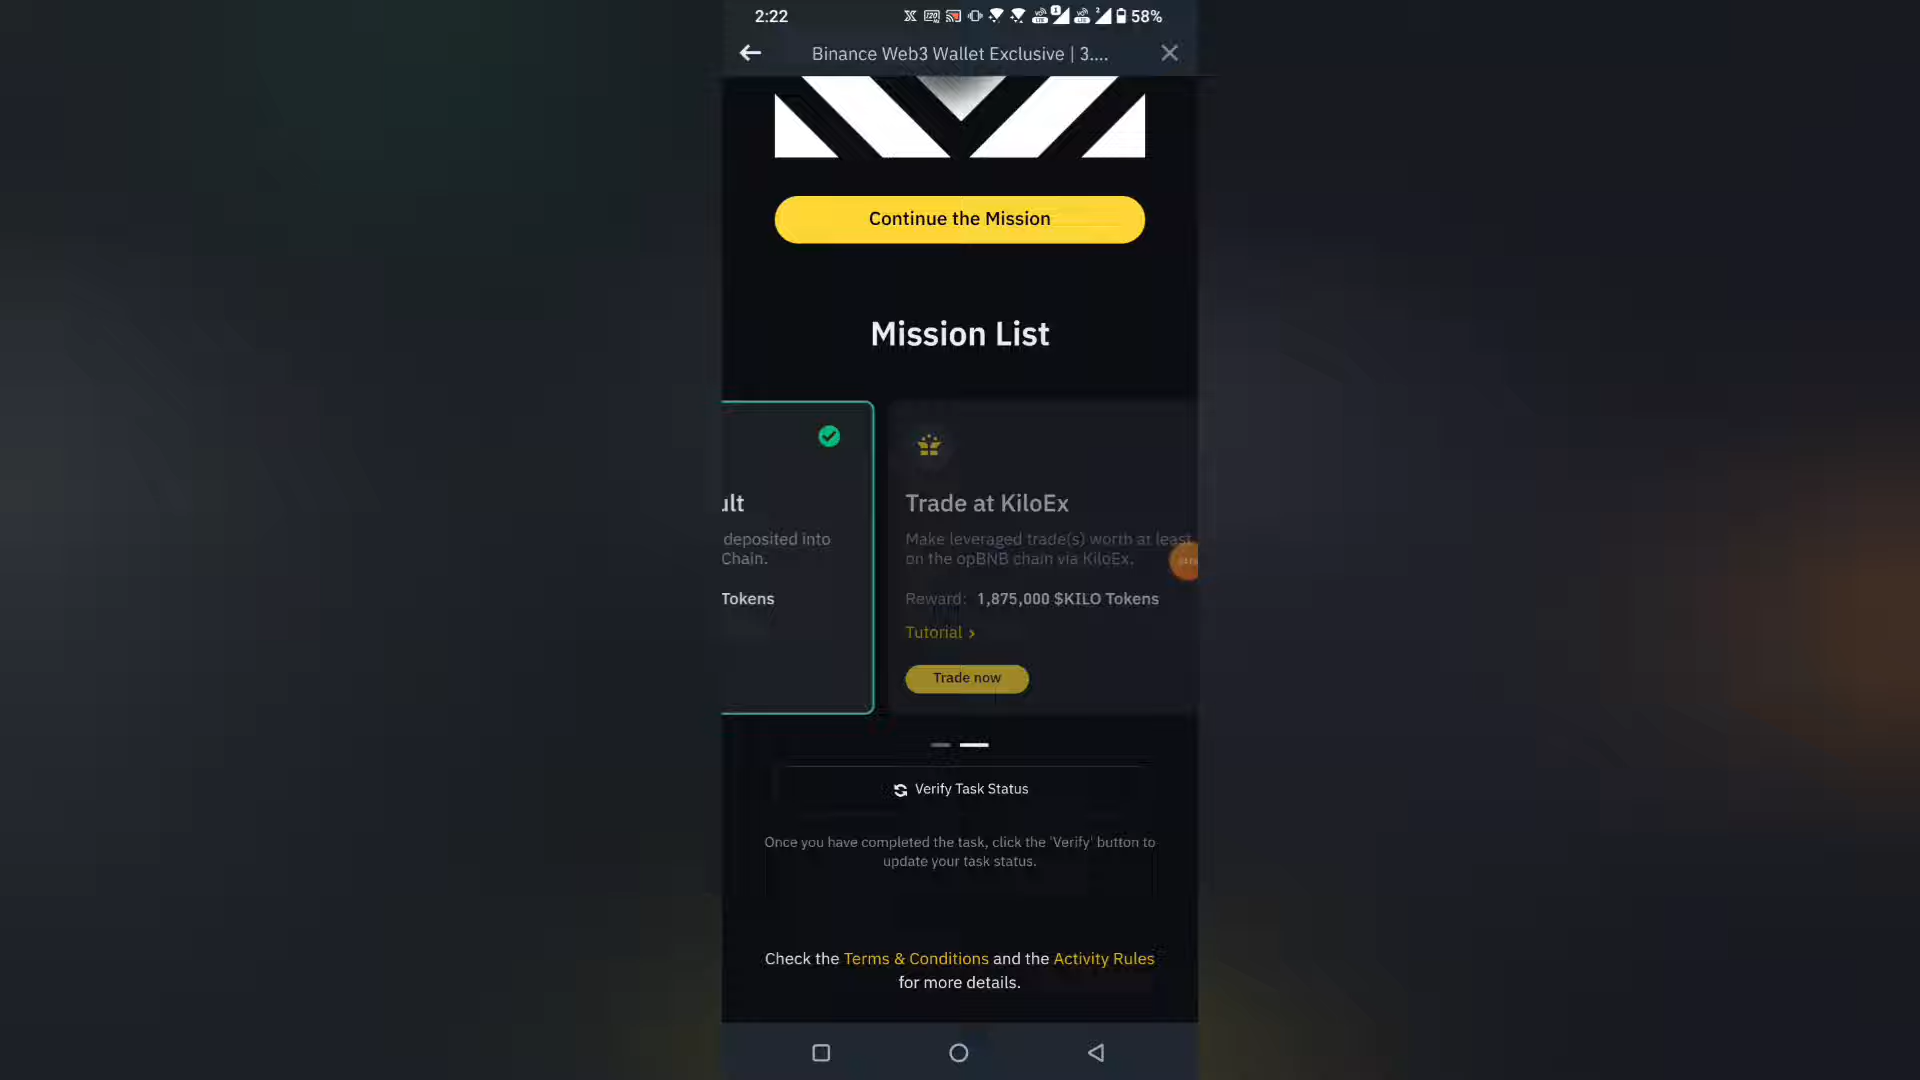 2:22
58%
Binance Web3 Wallet Exclusive | 3....
Continue the Mission
Mission List
ult
deposited into
Chain.
Tokens
Trade at KiloEx
Make leveraged trade(s) worth at least
on the opBNB chain via KiloEx.
Reward: 1,875,000 $KILO Tokens
Tutorial >
Trade now
Verify Task Status
Once you have completed the task, click the 'Verify' button to
update your task status.
Check the Terms & Conditions and the Activity Rules
for more details.